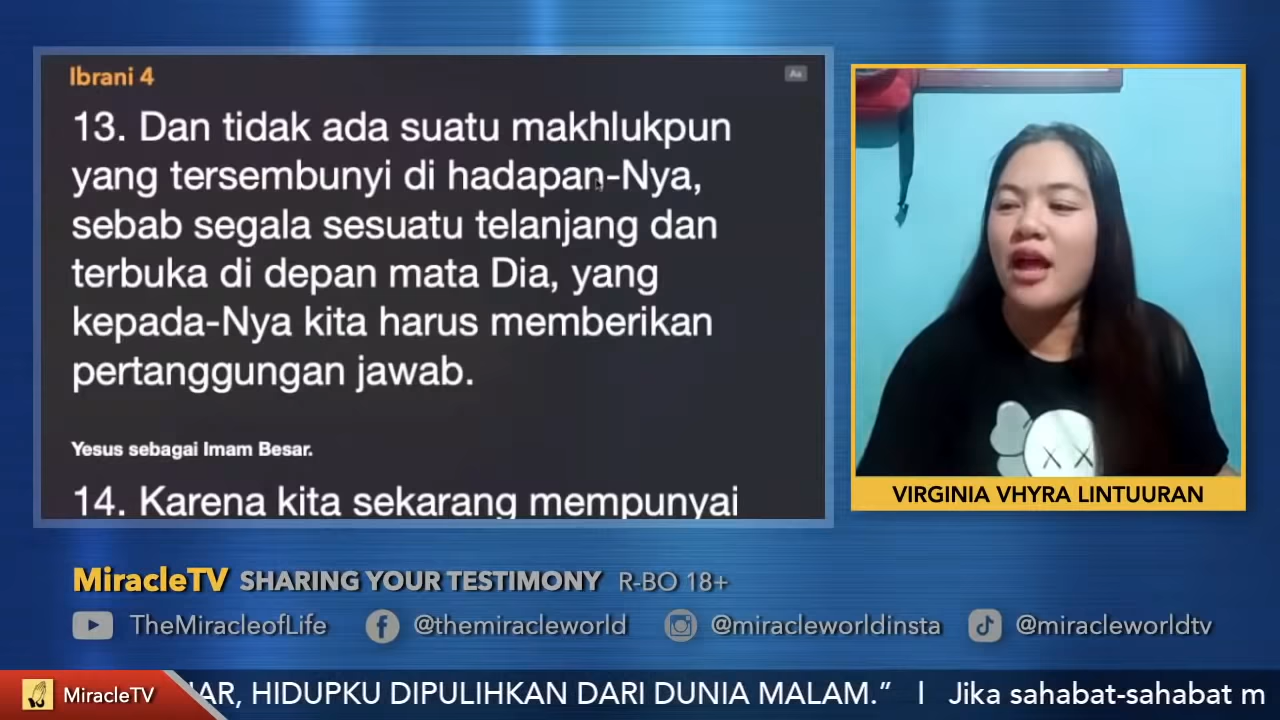 Ibrani 4
Aa
13. Dan tidak ada suatu makhlukpun
yang tersembunyi di hadapan-Nya,
sebab segala sesuatu telanjang dan
terbuka di depan mata Dia, yang
kepada-Nya kita harus memberikan
pertanggungan jawab.
Yesus sebagai Imam Besar.
14. Karena kita sekarang mempunyai
VIRGINIA VHYRA LINTUURAN
MiracleTV SHARING YOUR TESTIMONY R-BO 18+
TheMiracleofLife @themiracleworld @miracleworldinsta @miracleworldtv
MiracleTV AR, HIDUPKU DIPULIHKAN DARI DUNIA MALAM.” | Jika sahabat-sahabat m